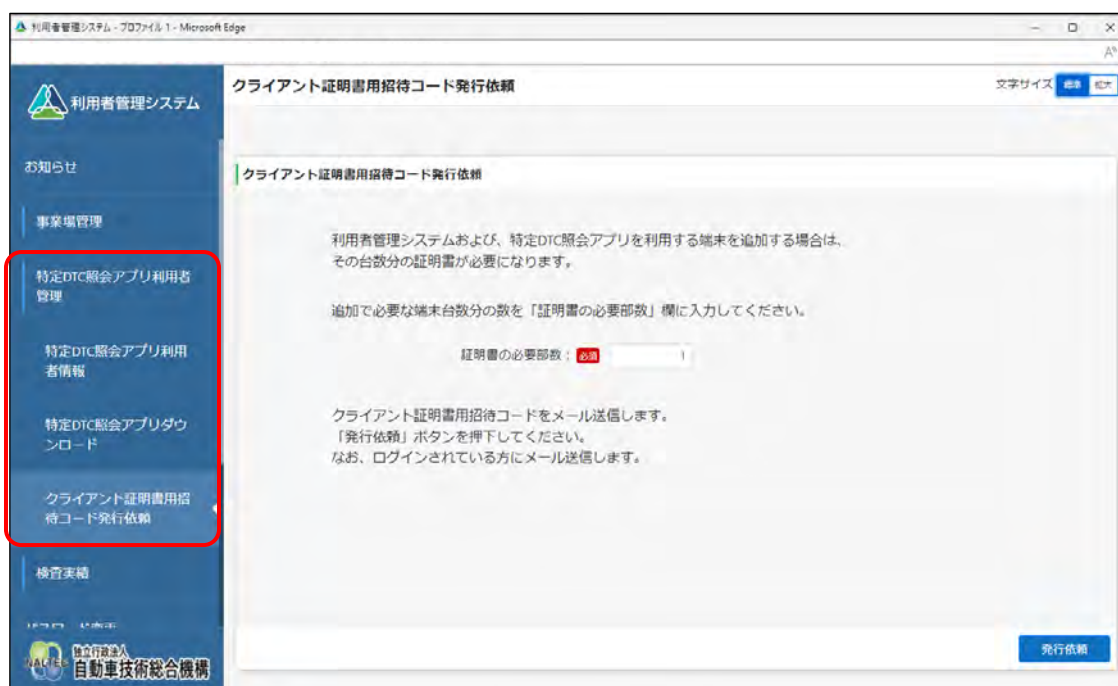 利用者管理システム - プロファイル 1 - Microsoft Edge
利用者管理システム
クライアント証明書用招待コード発行依頼
文字サイズ 標準 拡大
お知らせ
事業場管理
特定DTC照会アプリ利用者
管理
特定DTC照会アプリ利用
者情報
特定DTC照会アプリダウ
ンロード
クライアント証明書用招
待コード発行依頼
検査実績
独立行政法人
自動車技術総合機構
クライアント証明書用招待コード発行依頼
利用者管理システムおよび、特定DTC照会アプリを利用する端末を追加する場合は、
その台数分の証明書が必要になります。
追加で必要な端末台数分の数を「証明書の必要部数」欄に入力してください。
証明書の必要部数：必須 1
クライアント証明書用招待コードをメール送信します。
「発行依頼」ボタンを押下してください。
なお、ログインされている方にメール送信します。
発行依頼